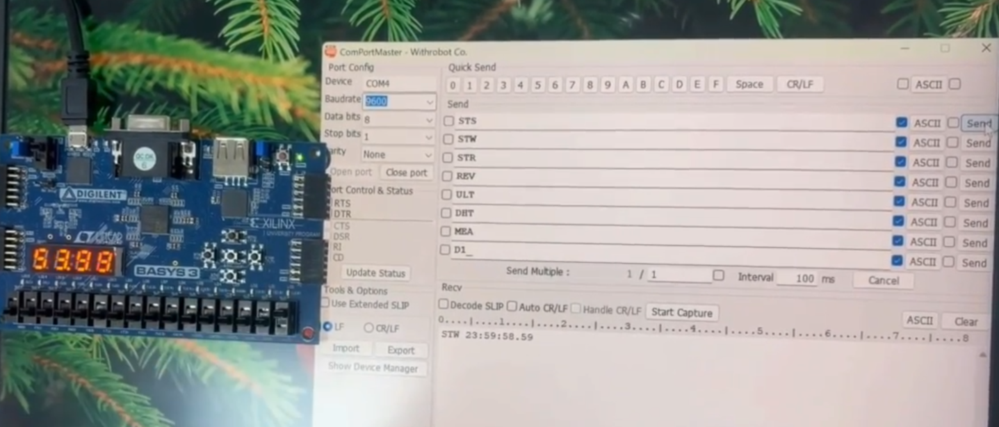 ComPortMaster - Withrobot Co.
Port Config
Device COM4
Baudrate 9600
Data bits 8
Stop bits 1
arity None
Open port Close port
ort Control & Status
RTS
DTR
CTS
DSR
RI
CD
Update Status
Tools & Options
Use Extended SLIP
LF CR/LF
Import Export
Show Device Manager
Quick Send
0 1 2 3 4 5 6 7 8 9 A B C D E F Space CR/LF ASCII
Send
STS ASCII Send
STW ASCII Send
STR ASCII Send
REV ASCII Send
ULT ASCII Send
DHT ASCII Send
MEA ASCII Send
D1_ ASCII Send
Send Multiple : 1 / 1 Interval 100 ms Cancel
Recv
Decode SLIP Auto CR/LF Handle CR/LF Start Capture ASCII Clear
0....|....1....|....2....|....3....|....4....|....5....|....6....|....7....|....8
STW 23:59:58.59
DIGILENT
XILINX
UNIVERSITY PROGRAM
BASYS 3